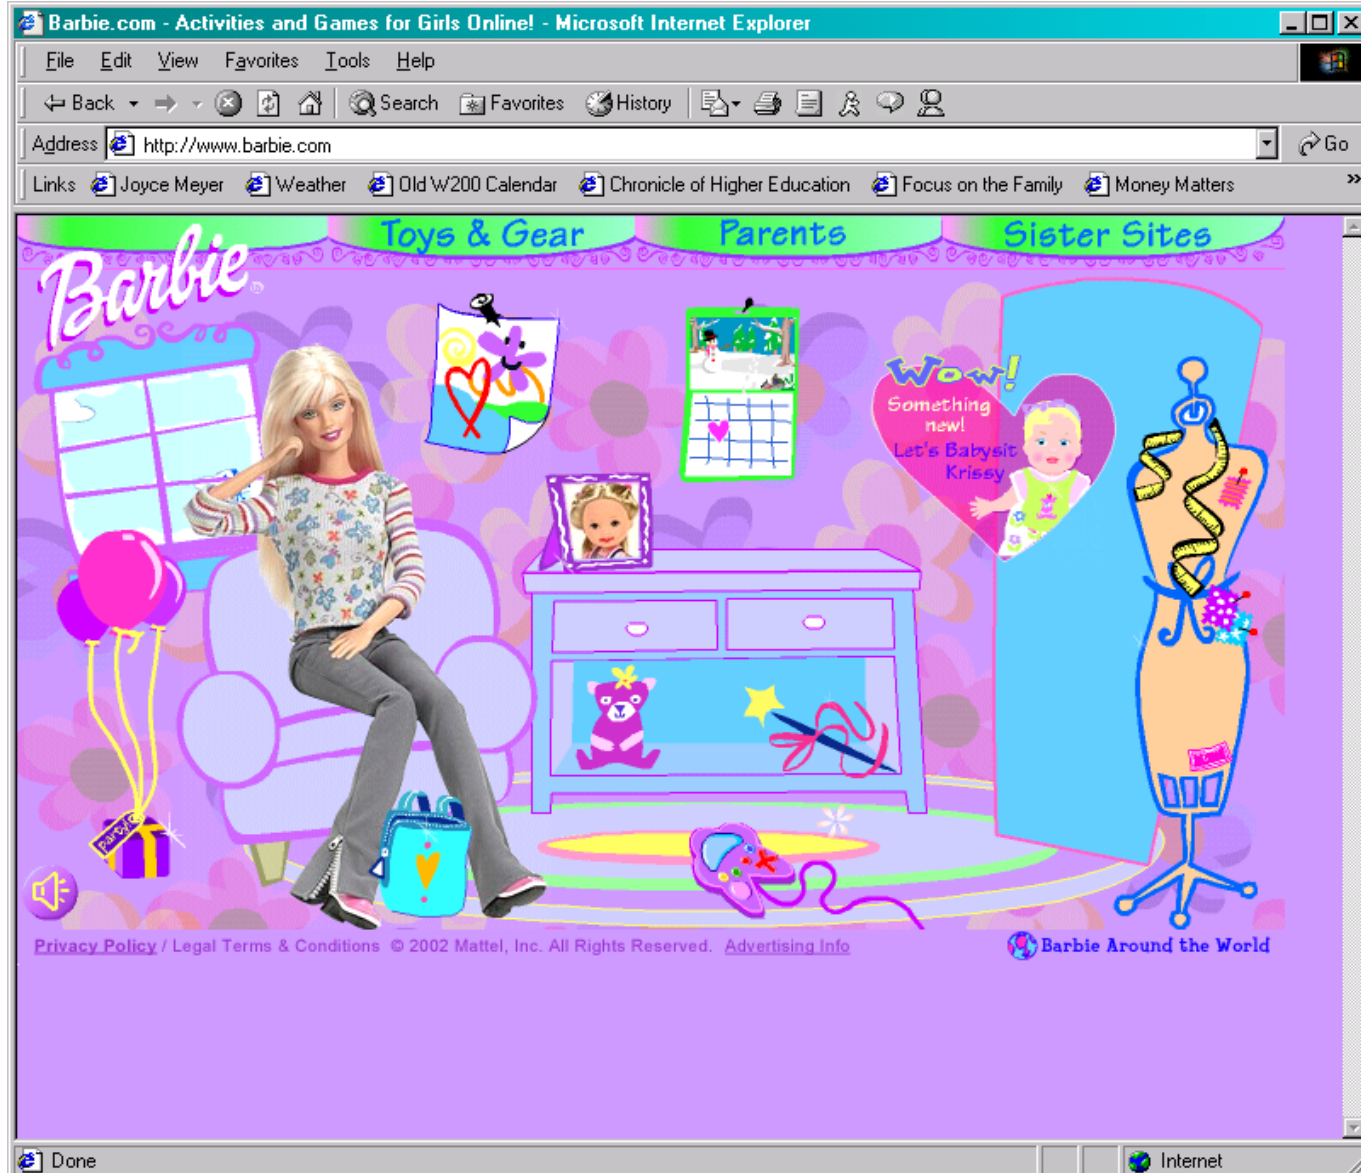 Barbie.com - Activities and Games for Girls Online! - Microsoft Internet Explorer
File Edit View Favorites Tools Help
Back Search Favorites History
Address http://www.barbie.com Go
Links Joyce Meyer Weather Old W200 Calendar Chronicle of Higher Education Focus on the Family Money Matters »
Toys & Gear Parents Sister Sites
Barbie
Wow!
Something
new!
Let's Babysit
Krissy
party
Privacy Policy / Legal Terms & Conditions © 2002 Mattel, Inc. All Rights Reserved. Advertising Info
Barbie Around the World
Done Internet